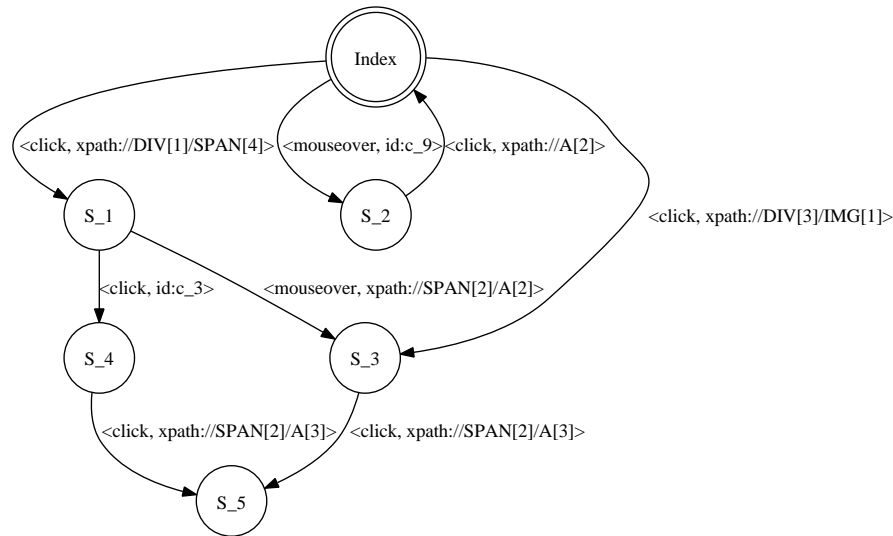 Index
<click, xpath://DIV[1]/SPAN[4]>
<mouseover, id:c_9>
<click, xpath://A[2]>
S_1
S_2
<click, xpath://DIV[3]/IMG[1]>
<click, id:c_3>
<mouseover, xpath://SPAN[2]/A[2]>
S_4
S_3
<click, xpath://SPAN[2]/A[3]>
<click, xpath://SPAN[2]/A[3]>
S_5